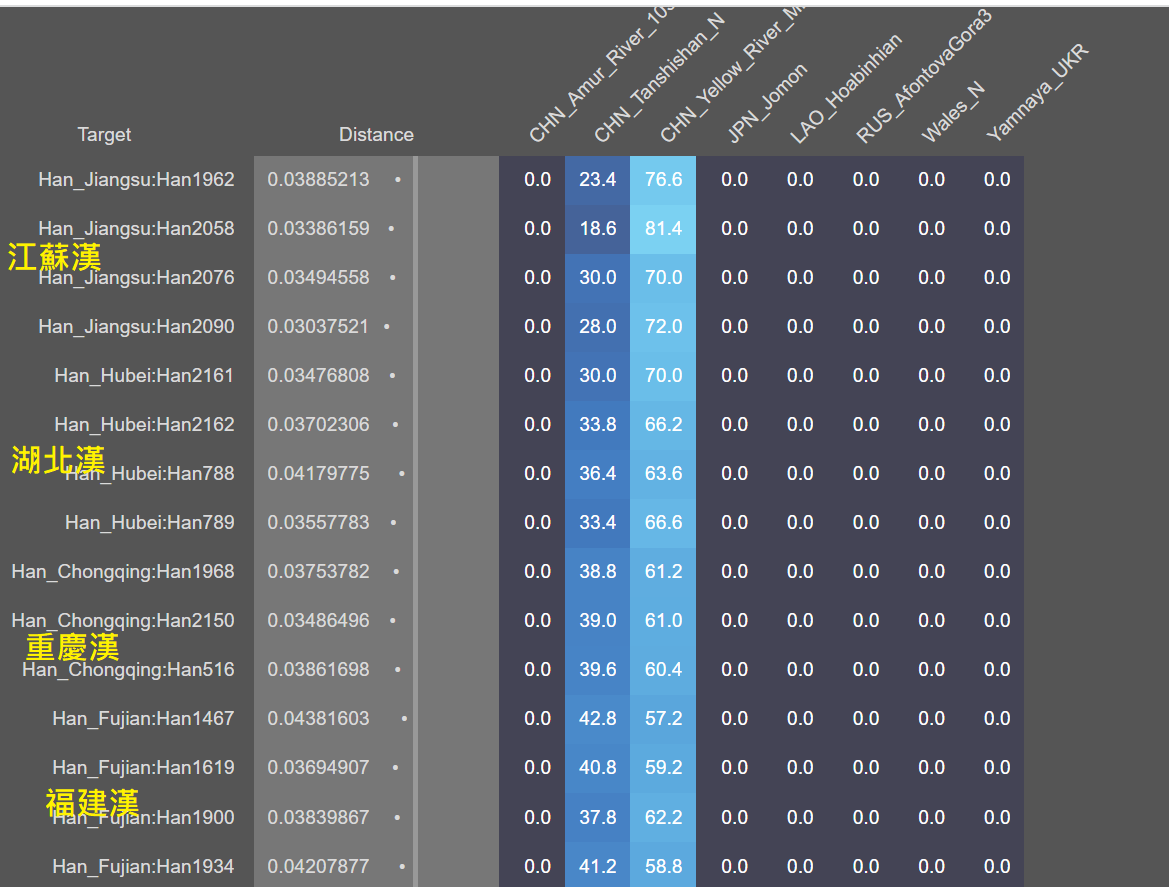 CHN_Amur_River_10
CHN_Tanshishan_N
CHN_Yellow_River_M
JPN_Jomon
LAO_Hoabinhian
RUS_AfontovaGora3
Wales_N
Yamnaya_UKR
Target Distance
Han_Jiangsu:Han1962 0.03885213 0.0 23.4 76.6 0.0 0.0 0.0 0.0 0.0
Han_Jiangsu:Han2058 0.03386159 0.0 18.6 81.4 0.0 0.0 0.0 0.0 0.0
江蘇漢
Han_Jiangsu:Han2076 0.03494558 0.0 30.0 70.0 0.0 0.0 0.0 0.0 0.0
Han_Jiangsu:Han2090 0.03037521 0.0 28.0 72.0 0.0 0.0 0.0 0.0 0.0
Han_Hubei:Han2161 0.03476808 0.0 30.0 70.0 0.0 0.0 0.0 0.0 0.0
Han_Hubei:Han2162 0.03702306 0.0 33.8 66.2 0.0 0.0 0.0 0.0 0.0
湖北漢
Han_Hubei:Han788 0.04179775 0.0 36.4 63.6 0.0 0.0 0.0 0.0 0.0
Han_Hubei:Han789 0.03557783 0.0 33.4 66.6 0.0 0.0 0.0 0.0 0.0
Han_Chongqing:Han1968 0.03753782 0.0 38.8 61.2 0.0 0.0 0.0 0.0 0.0
Han_Chongqing:Han2150 0.03486496 0.0 39.0 61.0 0.0 0.0 0.0 0.0 0.0
重慶漢
Han_Chongqing:Han516 0.03861698 0.0 39.6 60.4 0.0 0.0 0.0 0.0 0.0
Han_Fujian:Han1467 0.04381603 0.0 42.8 57.2 0.0 0.0 0.0 0.0 0.0
Han_Fujian:Han1619 0.03694907 0.0 40.8 59.2 0.0 0.0 0.0 0.0 0.0
福建漢
Han_Fujian:Han1900 0.03839867 0.0 37.8 62.2 0.0 0.0 0.0 0.0 0.0
Han_Fujian:Han1934 0.04207877 0.0 41.2 58.8 0.0 0.0 0.0 0.0 0.0